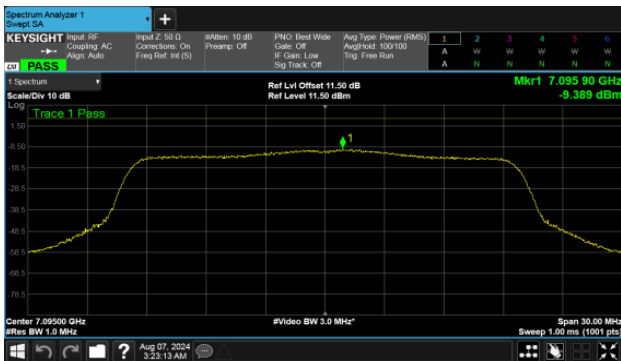 Spectrum Analyzer 1
Swept SA
KEYSIGHT
Input: RF
Coupling: AC
Align: Auto
Input Z: 50 Ω
Corrections: On
Freq Ref: Int (S)
#Atten: 10 dB
Preamp: Off
PNO: Best Wide
Gate: Off
IF Gain: Low
Sig Track: Off
Avg Type: Power (RMS)
Avg|Hold: 100/100
Trig: Free Run
1 2 3 4 5 6
A W W W W W
A N N N N N
LXI PASS
1 Spectrum
Scale/Div 10 dB
Ref Lvl Offset 11.50 dB
Ref Level 11.50 dBm
Mkr1 7.095 90 GHz
-9.389 dBm
Log
Trace 1 Pass
1.50
-8.50
1
-18.5
-28.5
-38.5
-48.5
-58.5
-68.5
-78.5
Center 7.09500 GHz
#Res BW 1.0 MHz
#Video BW 3.0 MHz*
Span 30.00 MHz
Sweep 1.00 ms (1001 pts)
?
Aug 07, 2024
3:23:13 AM